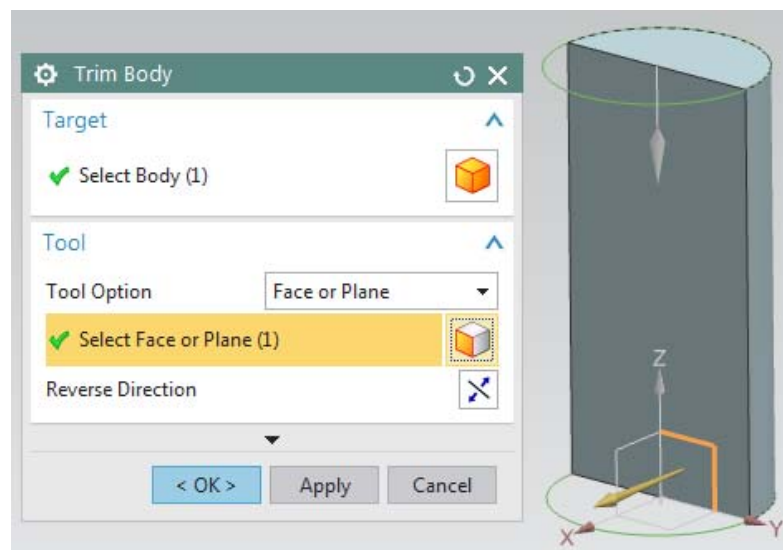 Trim Body
Target
Select Body (1)
Tool
Tool Option Face or Plane
Select Face or Plane (1)
Reverse Direction
< OK > Apply Cancel
Z
X
Y